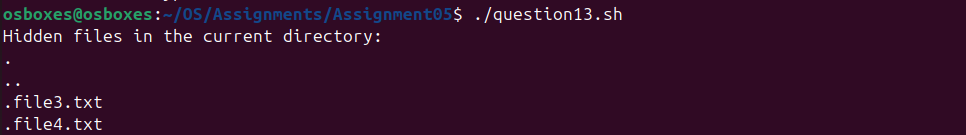 osboxes@osboxes:~/OS/Assignments/Assignment05$ ./question13.sh
Hidden files in the current directory:
.
..
.file3.txt
.file4.txt